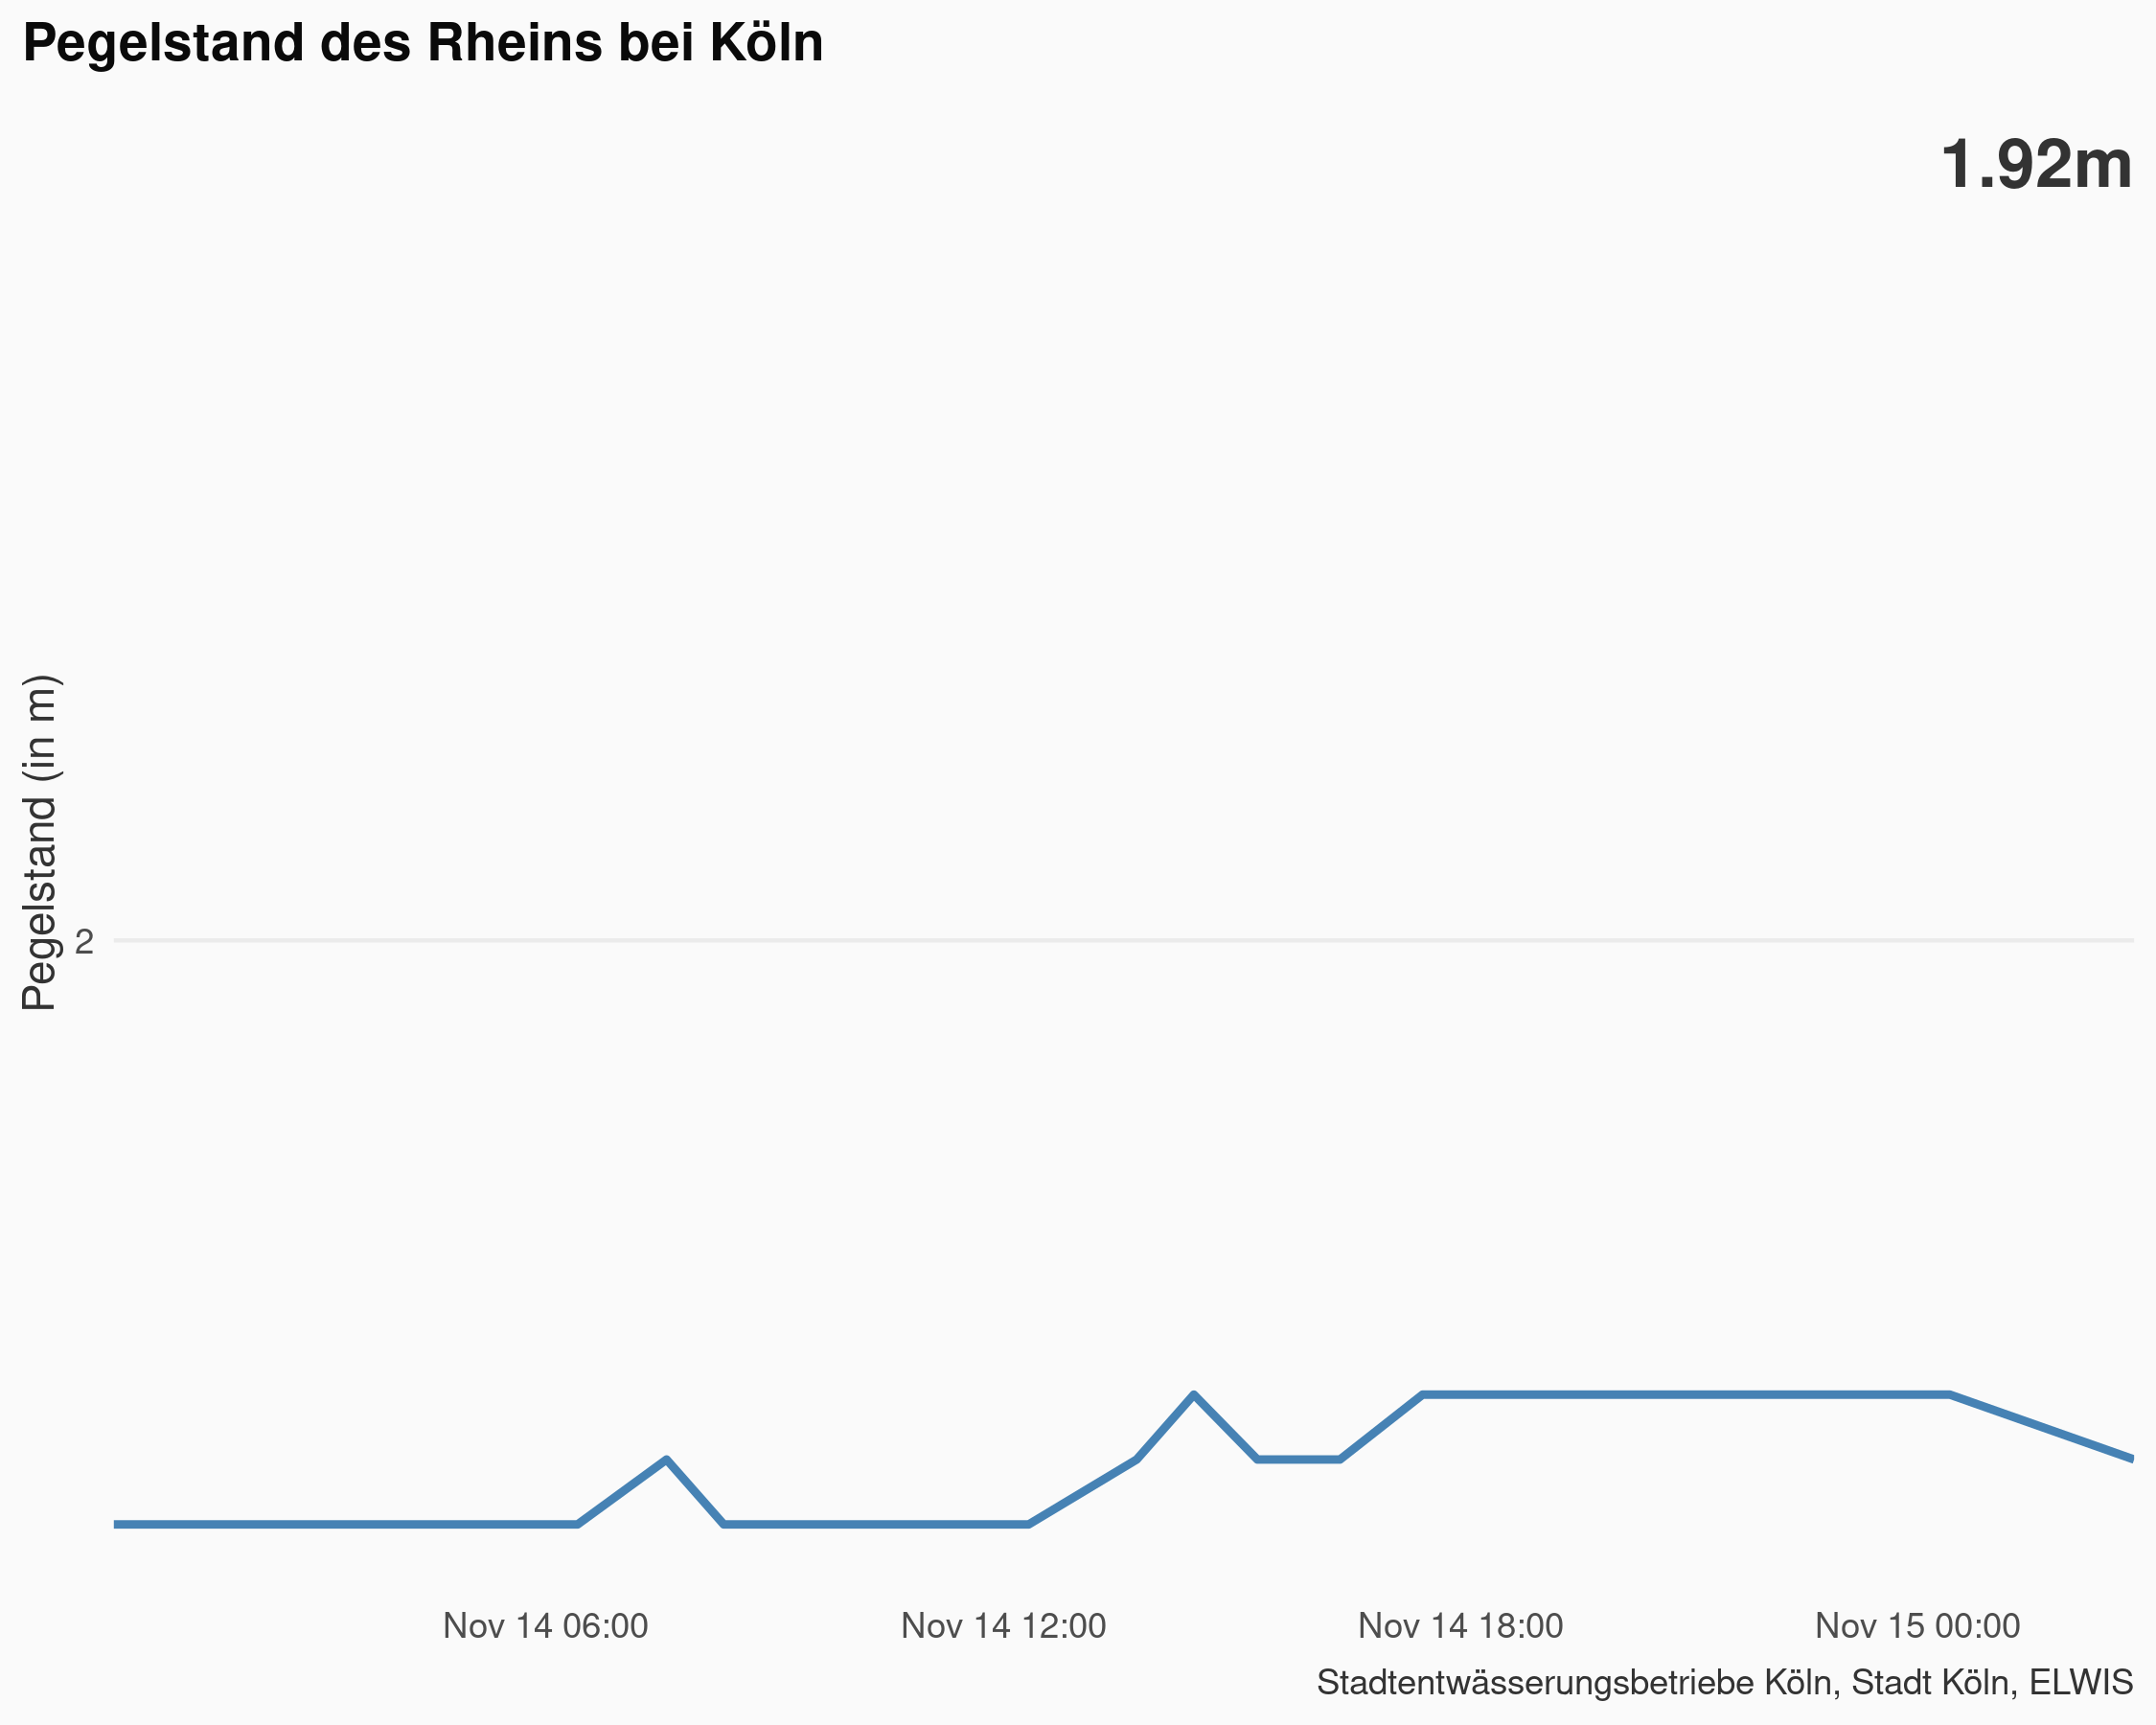 Pegelstand des Rheins bei Köln
1.92m
Pegelstand (in m)
2
Nov 14 06:00
Nov 14 12:00
Nov 14 18:00
Nov 15 00:00
Stadtentwässerungsbetriebe Köln, Stadt Köln, ELWIS